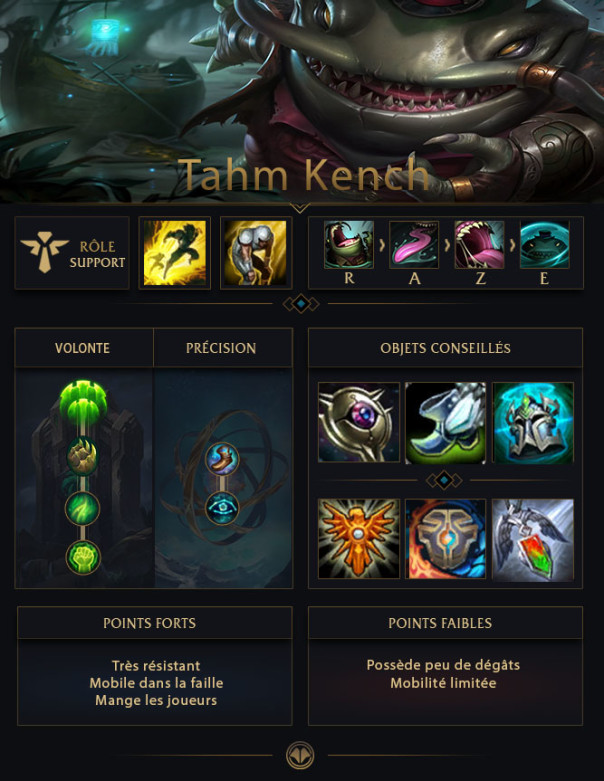 Tahm Kench
RÔLE
SUPPORT
R
A
Z
E
VOLONTE
PRÉCISION
OBJETS CONSEILLÉS
POINTS FORTS
Très résistant
Mobile dans la faille
Mange les joueurs
POINTS FAIBLES
Possède peu de dégâts
Mobilité limitée